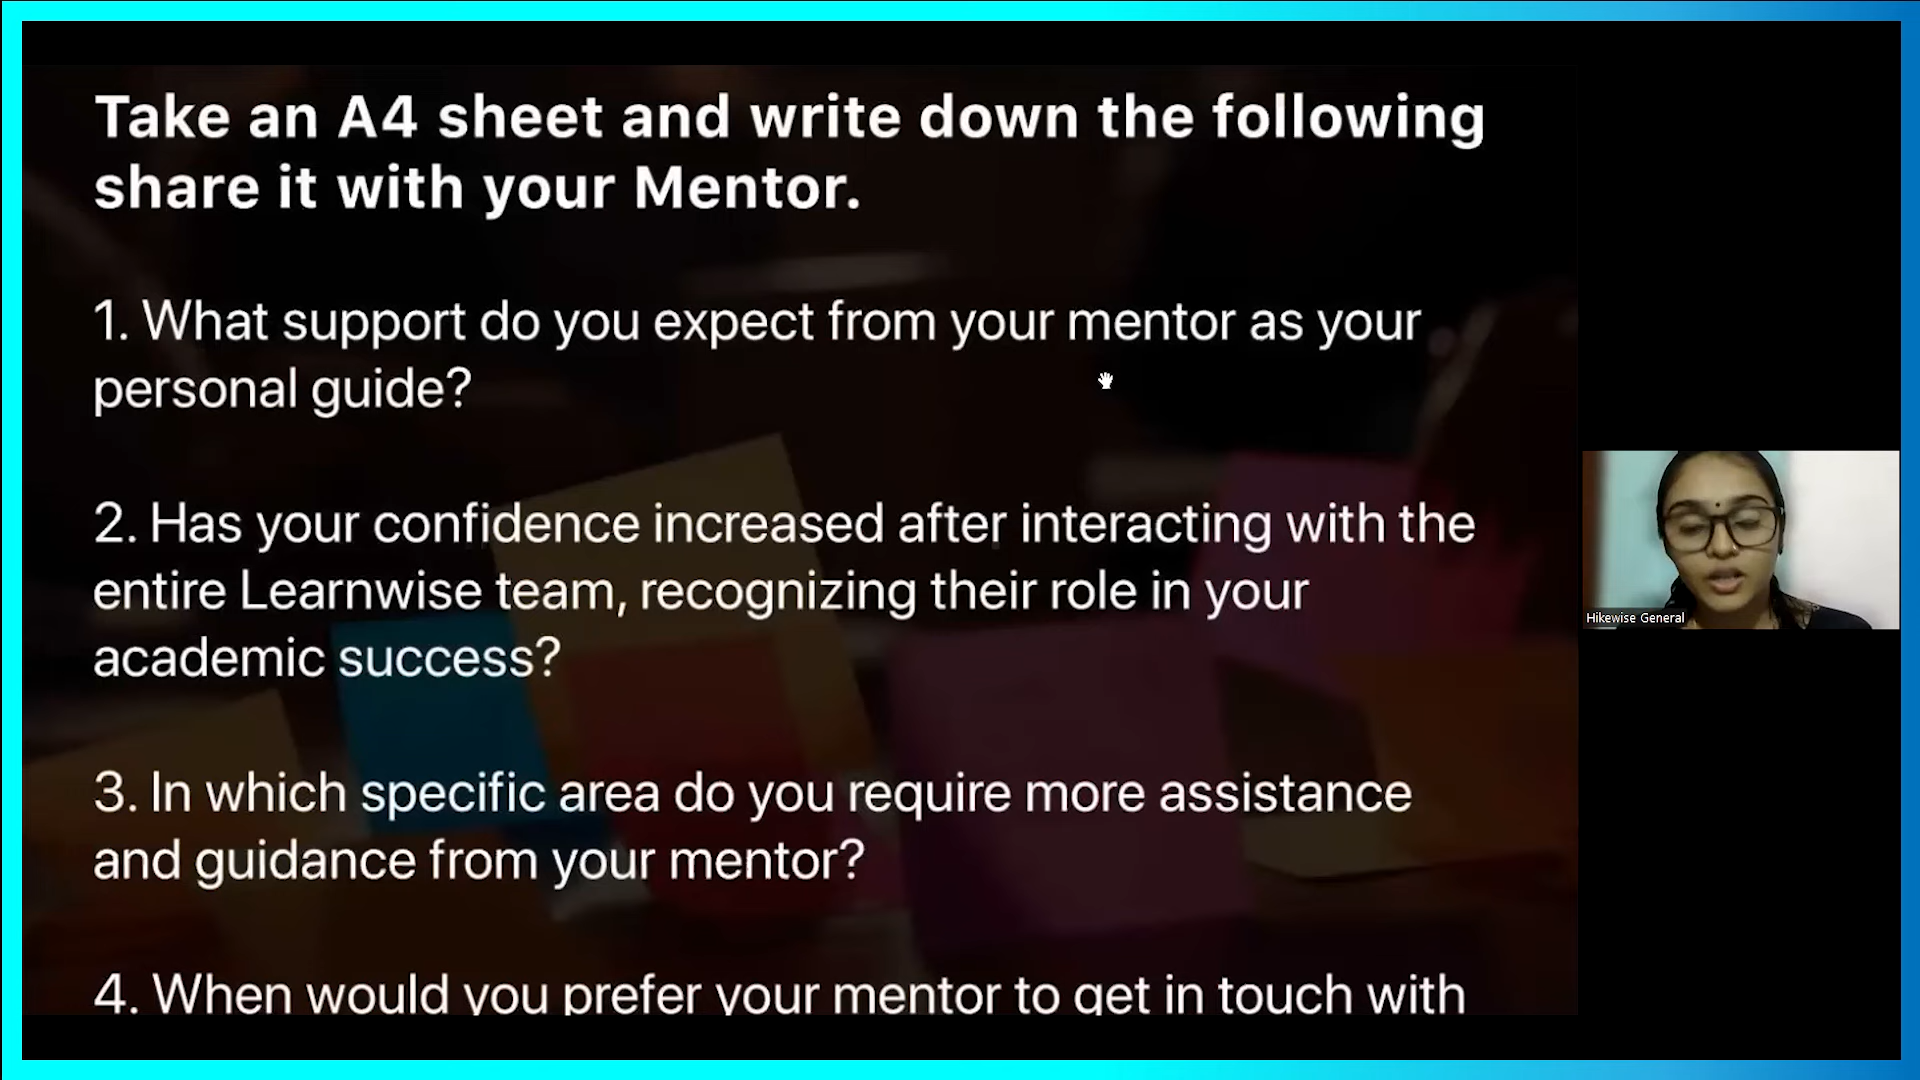 Take an A4 sheet and write down the following
share it with your Mentor.
1. What support do you expect from your mentor as your
personal guide?
2. Has your confidence increased after interacting with the
entire Learnwise team, recognizing their role in your
academic success?
3. In which specific area do you require more assistance
and guidance from your mentor?
4. When would you prefer your mentor to get in touch with
Hikewise General